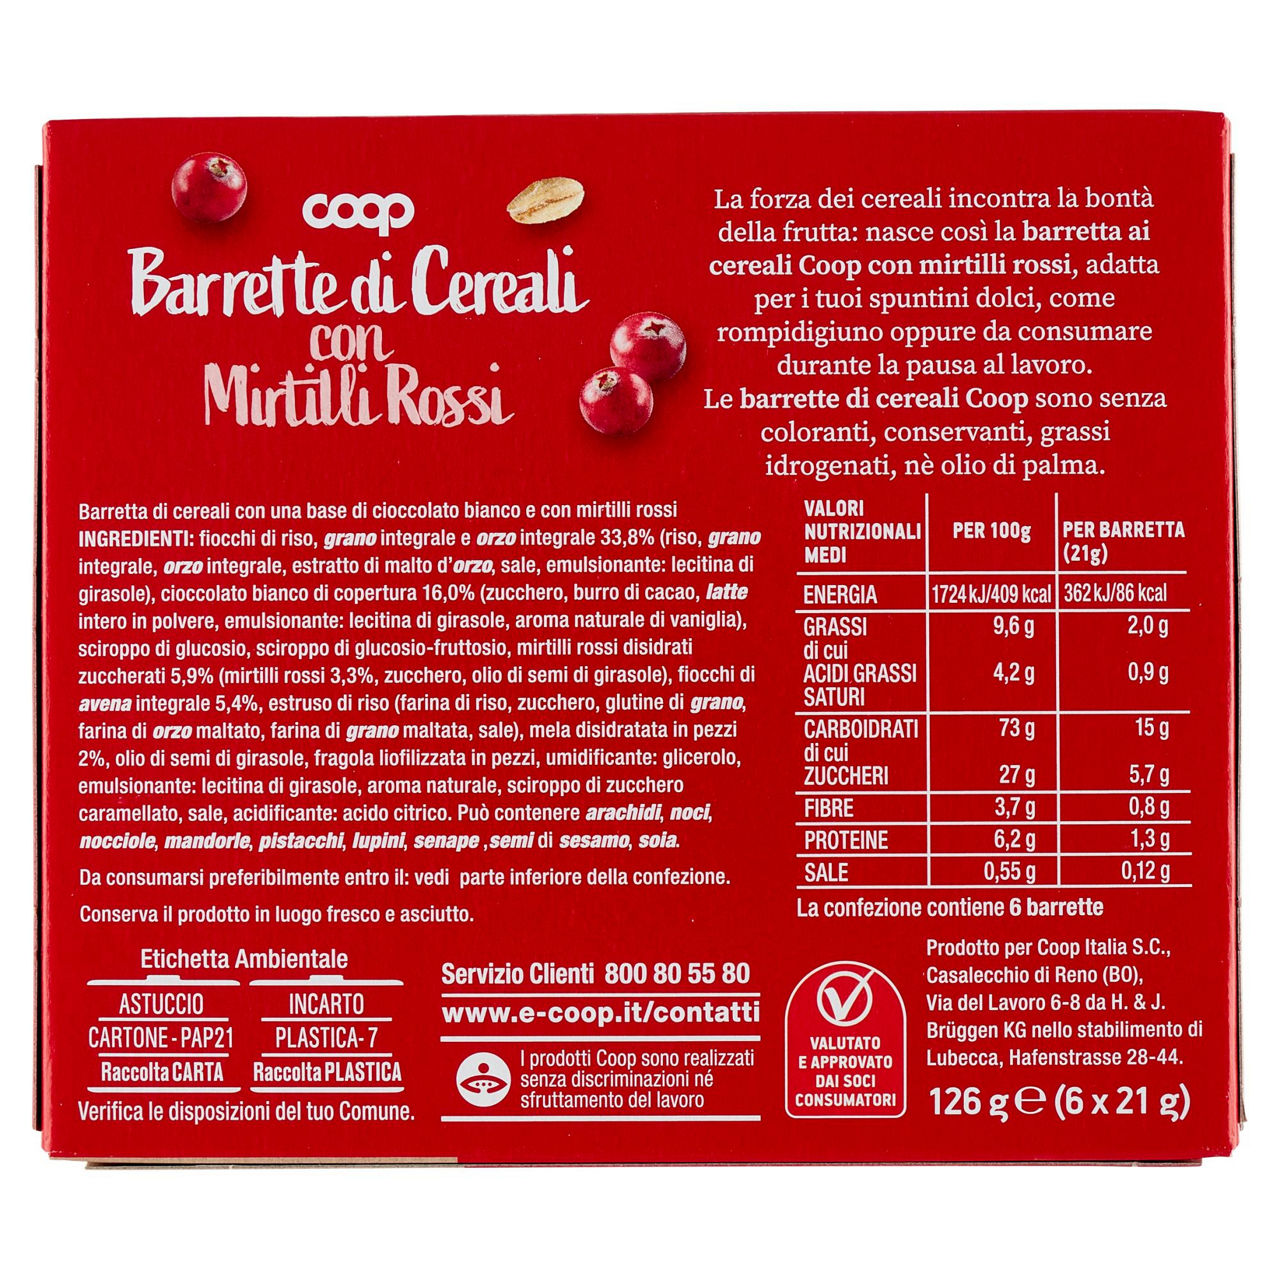 coop
Barrette di Cereali
con
Mirtilli Rossi
La forza dei cereali incontra la bontà
della frutta: nasce così la barretta ai
cereali Coop con mirtilli rossi, adatta
per i tuoi spuntini dolci, come
rompidigiuno oppure da consumare
durante la pausa al lavoro.
Le barrette di cereali Coop sono senza
coloranti, conservanti, grassi
idrogenati, nè olio di palma.
Barretta di cereali con una base di cioccolato bianco e con mirtilli rossi
INGREDIENTI: fiocchi di riso, grano integrale e orzo integrale 33,8% (riso, grano
integrale, orzo integrale, estratto di malto d'orzo, sale, emulsionante: lecitina di
girasole), cioccolato bianco di copertura 16,0% (zucchero, burro di cacao, latte
intero in polvere, emulsionante: lecitina di girasole, aroma naturale di vaniglia),
sciroppo di glucosio, sciroppo di glucosio-fruttosio, mirtilli rossi disidrati
zuccherati 5,9% (mirtilli rossi 3,3%, zucchero, olio di semi di girasole), fiocchi di
avena integrale 5,4%, estruso di riso (farina di riso, zucchero, glutine di grano,
farina di orzo maltato, farina di grano maltata, sale), mela disidratata in pezzi
2%, olio di semi di girasole, fragola liofilizzata in pezzi, umidificante: glicerolo,
emulsionante: lecitina di girasole, aroma naturale, sciroppo di zucchero
caramellato, sale, acidificante: acido citrico. Può contenere arachidi, noci,
nocciole, mandorle, pistacchi, lupini, senape ,semi di sesamo, soia.
Da consumarsi preferibilmente entro il: vedi parte inferiore della confezione.
Conserva il prodotto in luogo fresco e asciutto.
VALORI
NUTRIZIONALI PER 100g PER BARRETTA
MEDI (21g)
ENERGIA 1724 kJ/409 kcal 362 kJ/86 kcal
GRASSI 9,6 g 2,0 g
di cui
ACIDI GRASSI 4,2 g 0,9 g
SATURI
CARBOIDRATI 73 g 15 g
di cui
ZUCCHERI 27 g 5,7 g
FIBRE 3,7 g 0,8 g
PROTEINE 6,2 g 1,3 g
SALE 0,55 g 0,12 g
La confezione contiene 6 barrette
Etichetta Ambientale
ASTUCCIO INCARTO
CARTONE - PAP21 PLASTICA- 7
Raccolta CARTA Raccolta PLASTICA
Verifica le disposizioni del tuo Comune.
Servizio Clienti 800 80 55 80
www.e-coop.it/contatti
I prodotti Coop sono realizzati
senza discriminazioni né
sfruttamento del lavoro
VALUTATO
E APPROVATO
DAI SOCI
CONSUMATORI
Prodotto per Coop Italia S.C.,
Casalecchio di Reno (BO),
Via del Lavoro 6-8 da H. & J.
Brüggen KG nello stabilimento di
Lubecca, Hafenstrasse 28-44.
126 g e (6 x 21 g)